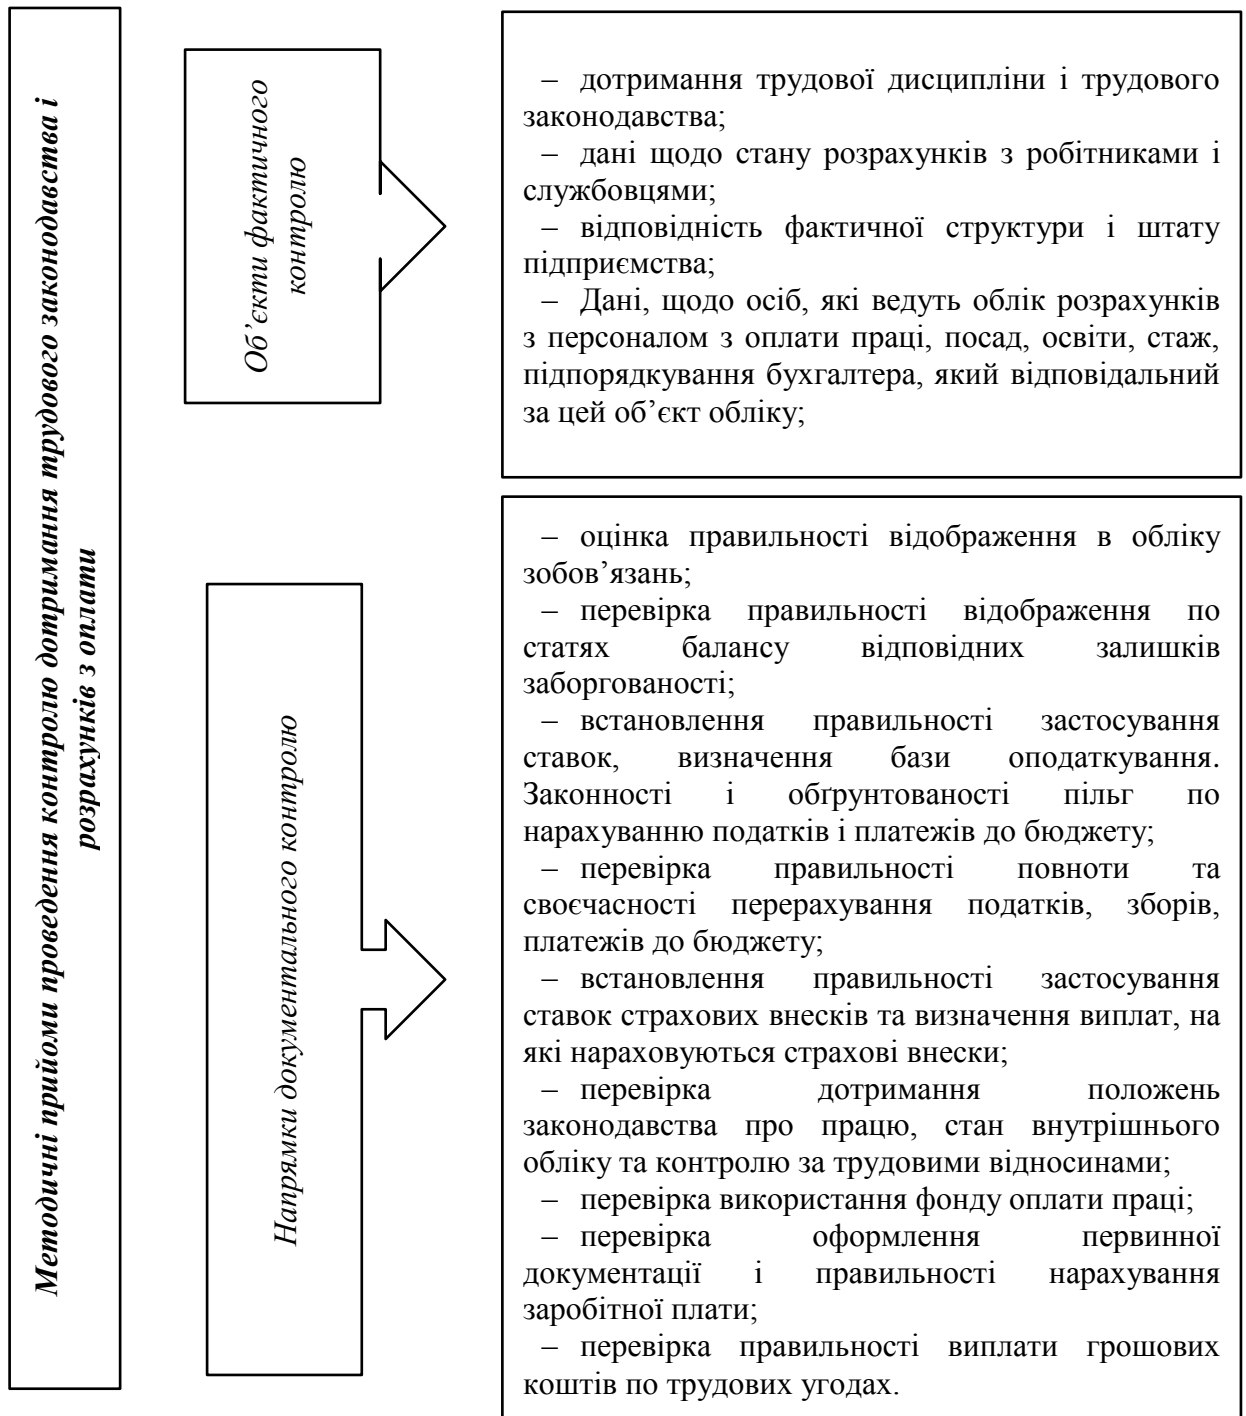 Методичні прийоми проведення контролю дотримання трудового законодавства і
розрахунків з оплати
Об’єкти фактичного
контролю
– дотримання трудової дисципліни і трудового
законодавства;
– дані щодо стану розрахунків з робітниками і
службовцями;
– відповідність фактичної структури і штату
підприємства;
– Дані, щодо осіб, які ведуть облік розрахунків
з персоналом з оплати праці, посад, освіти, стаж,
підпорядкування бухгалтера, який відповідальний
за цей об’єкт обліку;
Напрямки документального контролю
– оцінка правильності відображення в обліку
зобов’язань;
– перевірка правильності відображення по
статях балансу відповідних залишків
заборгованості;
– встановлення правильності застосування
ставок, визначення бази оподаткування.
Законності і обґрунтованості пільг по
нарахуванню податків і платежів до бюджету;
– перевірка правильності повноти та
своєчасності перерахування податків, зборів,
платежів до бюджету;
– встановлення правильності застосування
ставок страхових внесків та визначення виплат, на
які нараховуються страхові внески;
– перевірка дотримання положень
законодавства про працю, стан внутрішнього
обліку та контролю за трудовими відносинами;
– перевірка використання фонду оплати праці;
– перевірка оформлення первинної
документації і правильності нарахування
заробітної плати;
– перевірка правильності виплати грошових
коштів по трудових угодах.